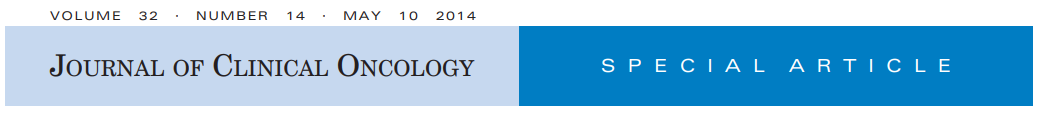 VOLUME 32 · NUMBER 14 · MAY 10 2014
JOURNAL OF CLINICAL ONCOLOGY
SPECIAL ARTICLE